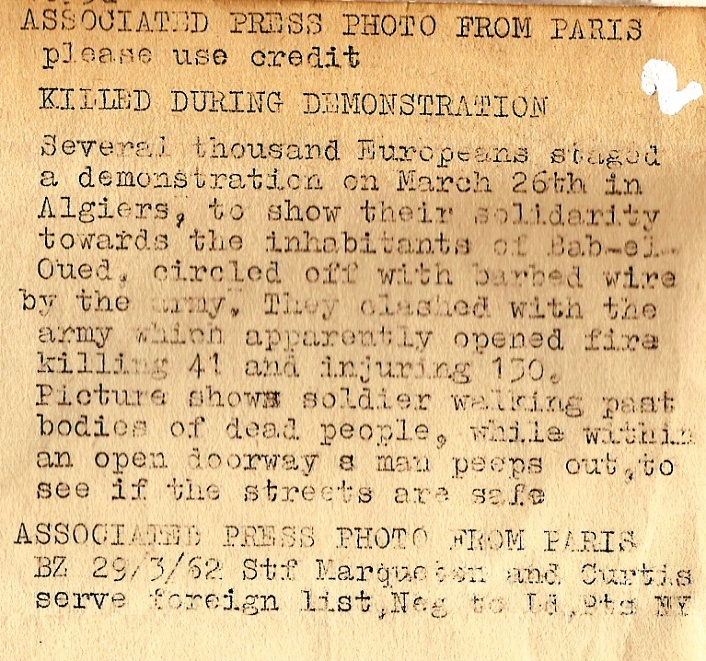 ASSOCIATED PRESS PHOTO FROM PARIS
please use credit
KILLED DURING DEMONSTRATION
Several thousand Europeans staged
a demonstration on March 26th in
Algiers, to show their solidarity
towards the inhabitants of Bab-el-
Oued, circled off with barbed wire
by the army. They clashed with the
army which apparently opened fire
killing 41 and injuring 130.
Picture shows soldier walking past
bodies of dead people, while within
an open doorway a man peeps out,to
see if the streets are safe
ASSOCIATED PRESS PHOTO FROM PARIS
BZ 29/3/62 Stf and Curtis
serve foreign list,Neg to Ld,Pts NY